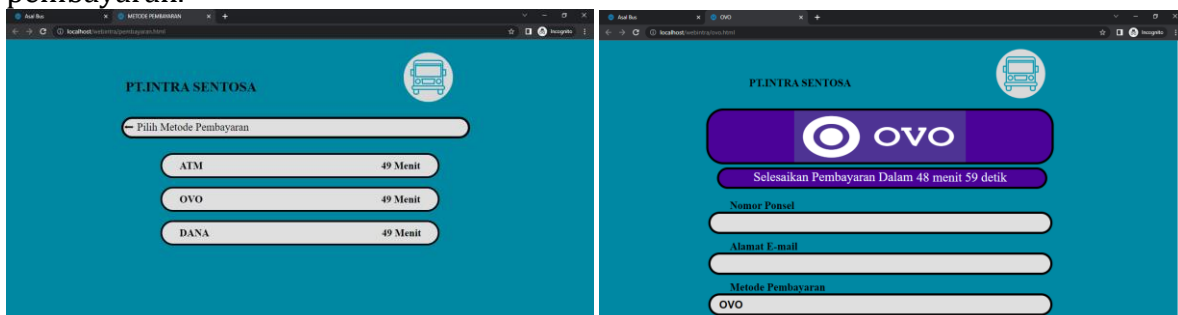 pembayaran.
Asal Bus
METODE PEMBAYARAN
localhost/webintra/pembayaran.html
Incognito
PT.INTRA SENTOSA
← Pilih Metode Pembayaran
ATM 49 Menit
OVO 49 Menit
DANA 49 Menit
Asal Bus
OVO
localhost/webintra/ovo.html
Incognito
PT.INTRA SENTOSA
OVO
Selesaikan Pembayaran Dalam 48 menit 59 detik
Nomor Ponsel
Alamat E-mail
Metode Pembayaran
OVO